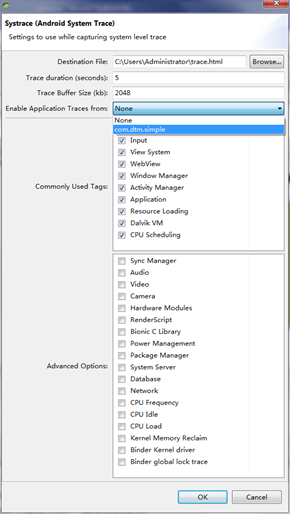 Systrace (Android System Trace)
Settings to use while capturing system level trace
Destination File: C:\Users\Administrator\trace.html Browse...
Trace duration (seconds): 5
Trace Buffer Size (kb): 2048
Enable Application Traces from: None
None
com.dtm.simple
Commonly Used Tags:
Input
View System
WebView
Window Manager
Activity Manager
Application
Resource Loading
Dalvik VM
CPU Scheduling
Advanced Options:
Sync Manager
Audio
Video
Camera
Hardware Modules
RenderScript
Bionic C Library
Power Management
Package Manager
System Server
Database
Network
CPU Frequency
CPU Idle
CPU Load
Kernel Memory Reclaim
Binder Kernel driver
Binder global lock trace
OK Cancel